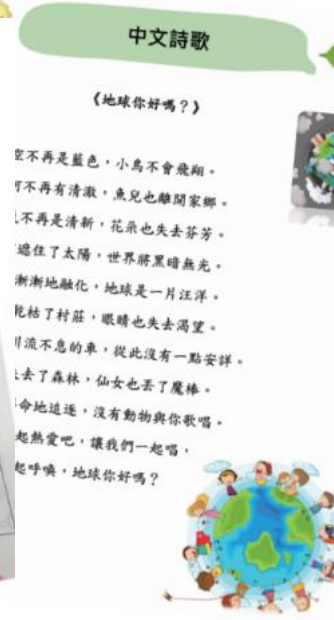 中文詩歌
《地球你好嗎？》
不再是藍色，小鳥不會飛翔。
不再有清澈，魚兒也離開家鄉。
不再是清新，花朵也失去芬芳。
遮住了太陽，世界將黑暗無光。
漸漸地融化，地球是一片汪洋。
乾枯了村莊，眼睛也失去渴望。
流不息的車，從此沒有一點安詳。
去了森林，仙女也丟了魔棒。
命地追逐，沒有動物與你歌唱。
起熱愛吧，讓我們一起唱，
起呼喚，地球你好嗎？